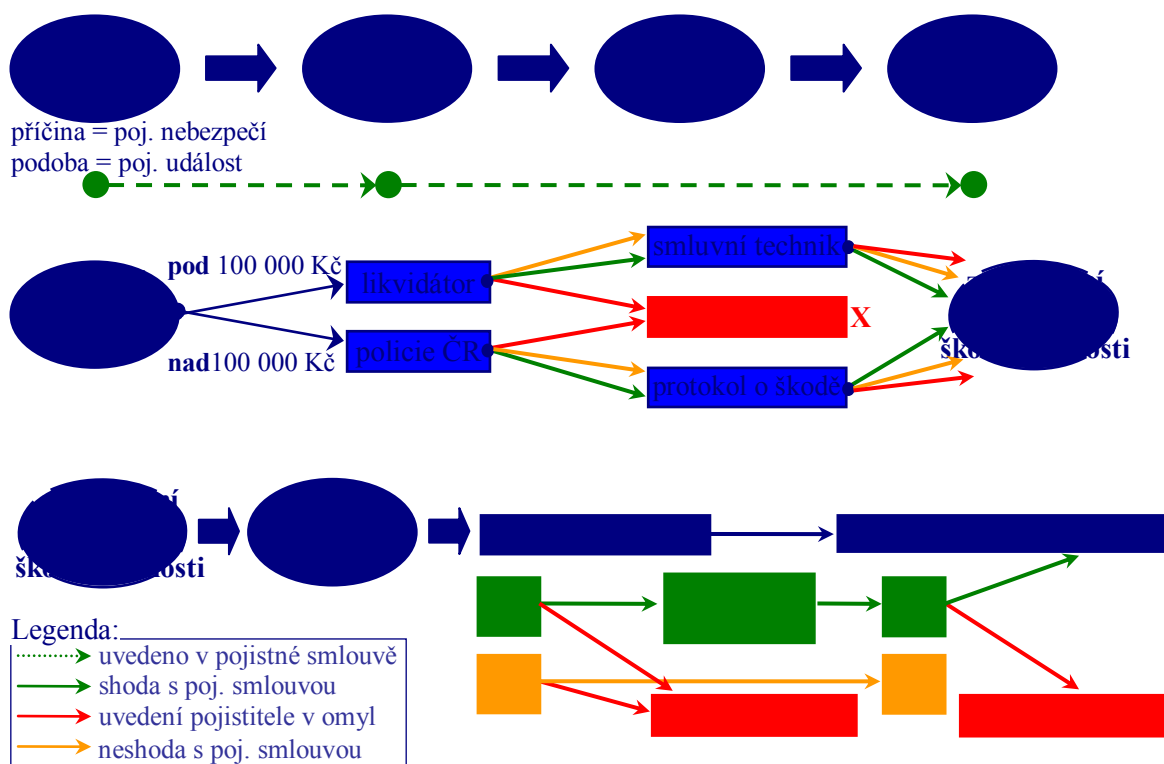 příčina = poj. nebezpečí
podoba = poj. událost
pod 100 000 Kč
likvidátor
smluvní technik
X
nad100 000 Kč
policie ČR
protokol o škodě
Legenda:
uvedeno v pojistné smlouvě
shoda s poj. smlouvou
uvedení pojistitele v omyl
neshoda s poj. smlouvou